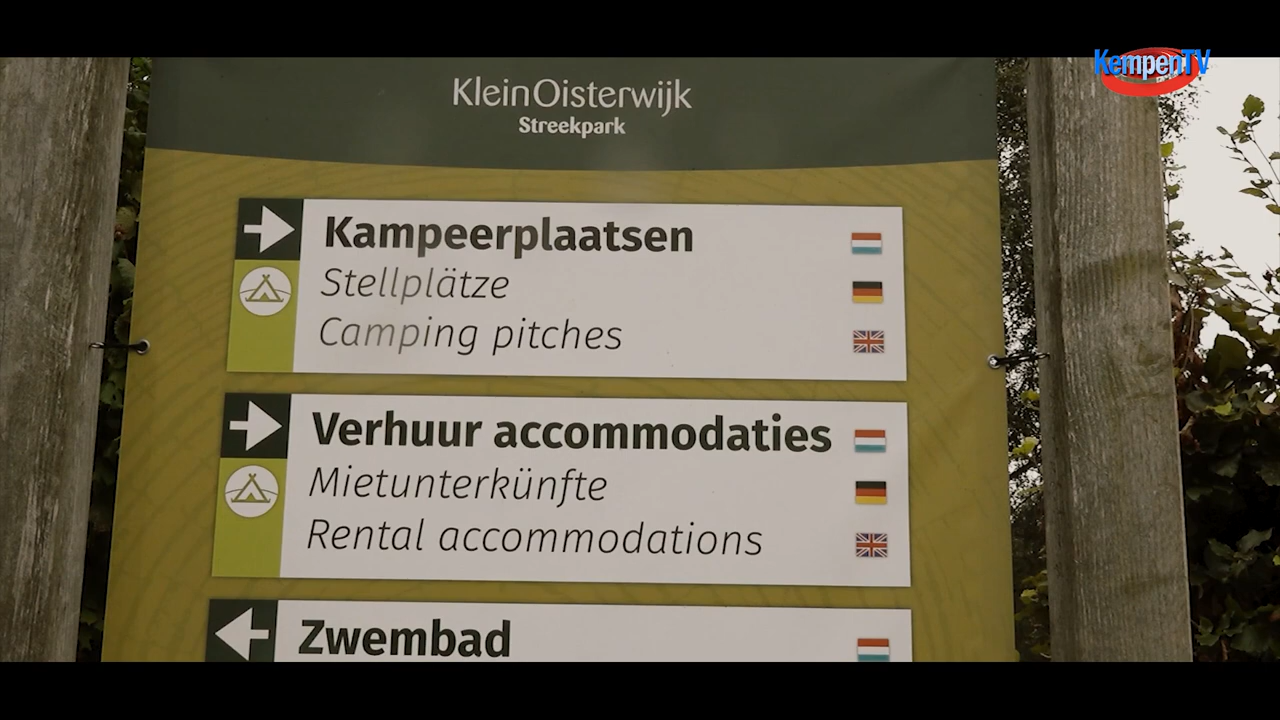 KempenTV
KleinOisterwijk
Streekpark
Kampeerplaatsen
Stellplätze
Camping pitches
Verhuur accommodaties
Mietunterkünfte
Rental accommodations
Zwembad